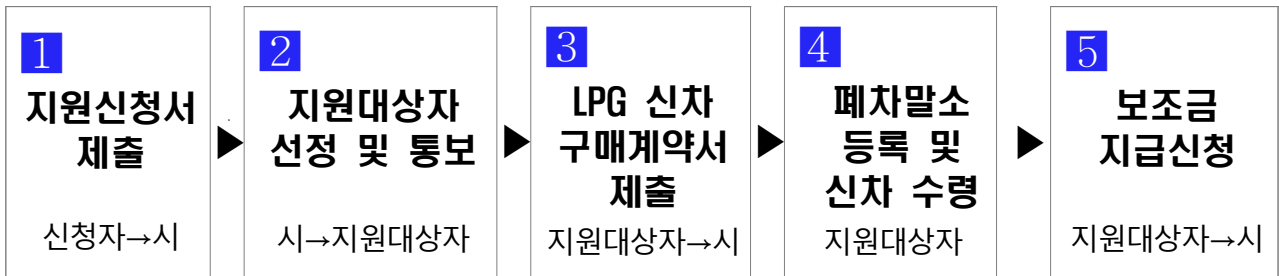 1
지원신청서
제출
신청자→시
2
지원대상자
선정 및 통보
시→지원대상자
3
LPG 신차
구매계약서
제출
지원대상자→시
4
폐차말소
등록 및
신차 수령
지원대상자
5
보조금
지급신청
지원대상자→시